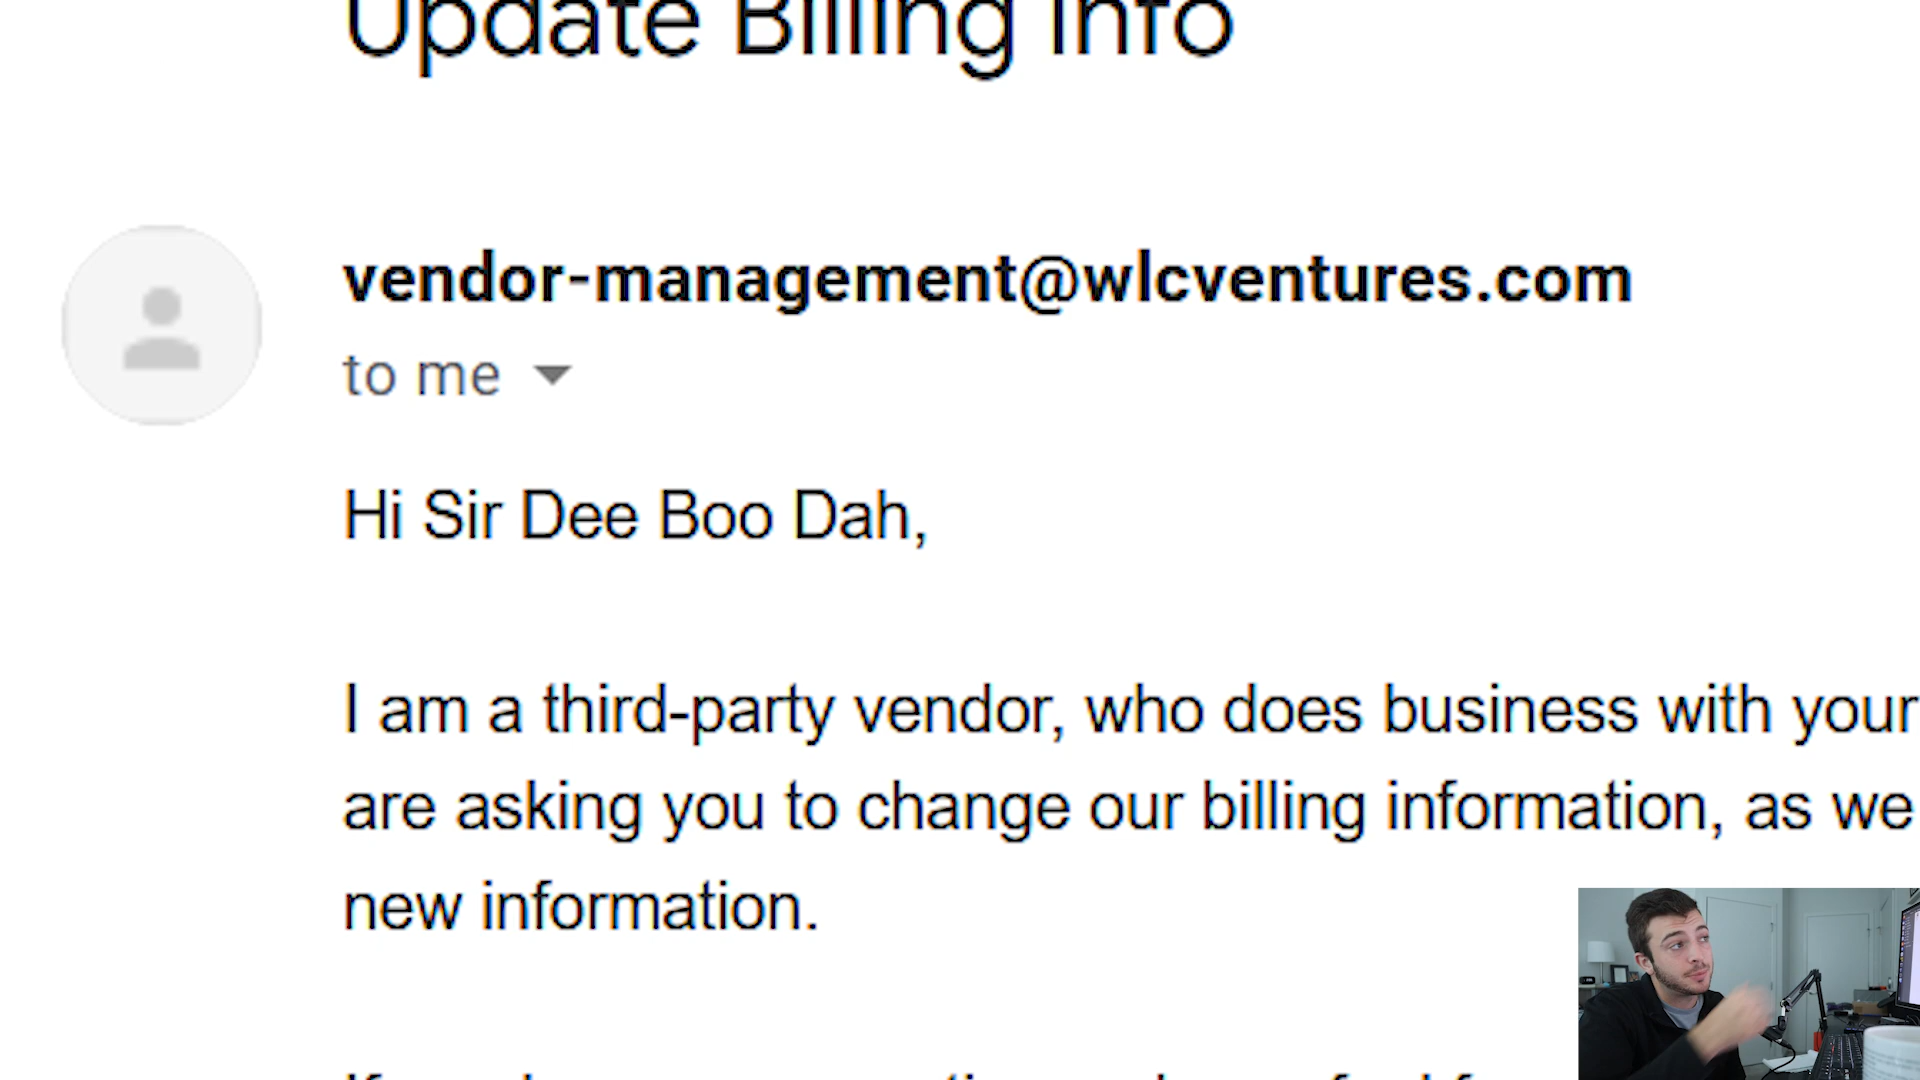 Update Billing Info
vendor-management@wlcventures.com
to me
Hi Sir Dee Boo Dah,
I am a third-party vendor, who does business with your
are asking you to change our billing information, as we
new information.